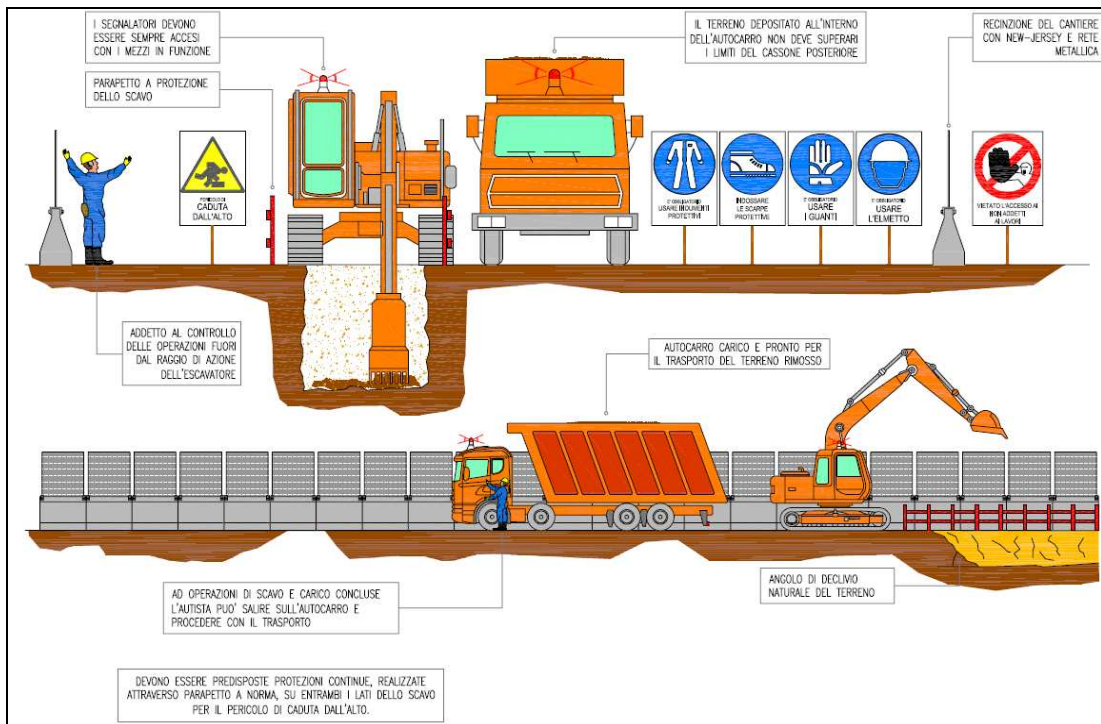 I SEGNALATORI DEVONO
ESSERE SEMPRE ACCESI
CON I MEZZI IN FUNZIONE
IL TERRENO DEPOSITATO ALL'INTERNO
DELL'AUTOCARRO NON DEVE SUPERARI
I LIMITI DEL CASSONE POSTERIORE
RECINZIONE DEL CANTIERE
CON NEW-JERSEY E RETE
METALLICA
PARAPETTO A PROTEZIONE
DELLO SCAVO
PERICOLO DI
CADUTA
DALL'ALTO
E' OBBLIGATORIO
USARE INDUMENTI
PROTETTIVI
INDOSSARE
LE SCARPE
PROTETTIVE
E' OBBLIGATORIO
USARE
I GUANTI
E' OBBLIGATORIO
USARE
L'ELMETTO
VIETATO L'ACCESSO AI
NON ADDETTI
AI LAVORI
ADDETTO AL CONTROLLO
DELLE OPERAZIONI FUORI
DAL RAGGIO DI AZIONE
DELL'ESCAVATORE
AUTOCARRO CARICO E PRONTO PER
IL TRASPORTO DEL TERRENO RIMOSSO
AD OPERAZIONI DI SCAVO E CARICO CONCLUSE
L'AUTISTA PUO' SALIRE SULL'AUTOCARRO E
PROCEDERE CON IL TRASPORTO
ANGOLO DI DECLIVIO
NATURALE DEL TERRENO
DEVONO ESSERE PREDISPOSTE PROTEZIONI CONTINUE, REALIZZATE
ATTRAVERSO PARAPETTO A NORMA, SU ENTRAMBI I LATI DELLO SCAVO
PER IL PERICOLO DI CADUTA DALL'ALTO.